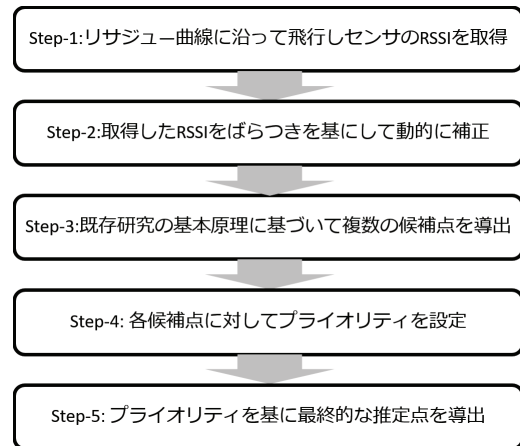 Step-1:リサジュー曲線に沿って飛行しセンサのRSSIを取得
Step-2:取得したRSSIをばらつきを基にして動的に補正
Step-3:既存研究の基本原理に基づいて複数の候補点を導出
Step-4: 各候補点に対してプライオリティを設定
Step-5: プライオリティを基に最終的な推定点を導出